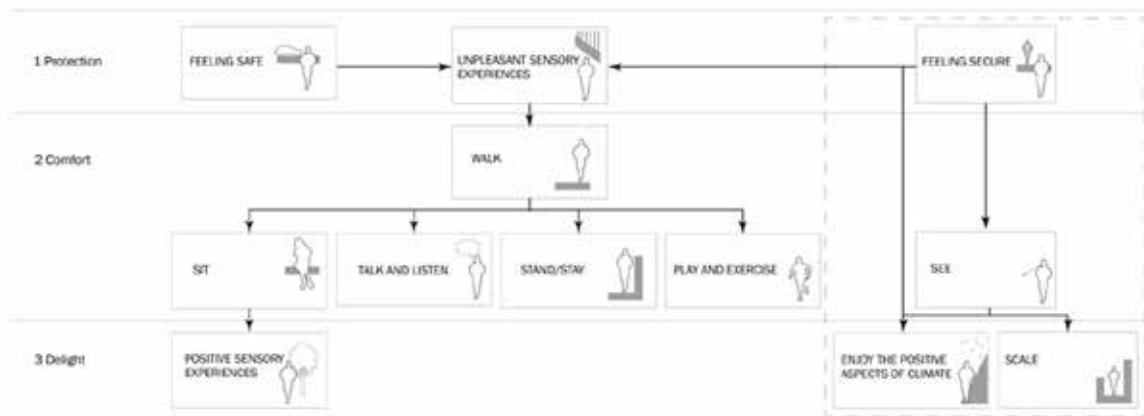 1 Protection
FEELING SAFE
UNPLEASANT SENSORY
EXPERIENCES
FEELING SECURE
2 Comfort
WALK
SIT
TALK AND LISTEN
STAND/STAY
PLAY AND EXERCISE
SEE
3 Delight
POSITIVE SENSORY
EXPERIENCES
ENJOY THE POSITIVE
ASPECTS OF CLIMATE
SCALE